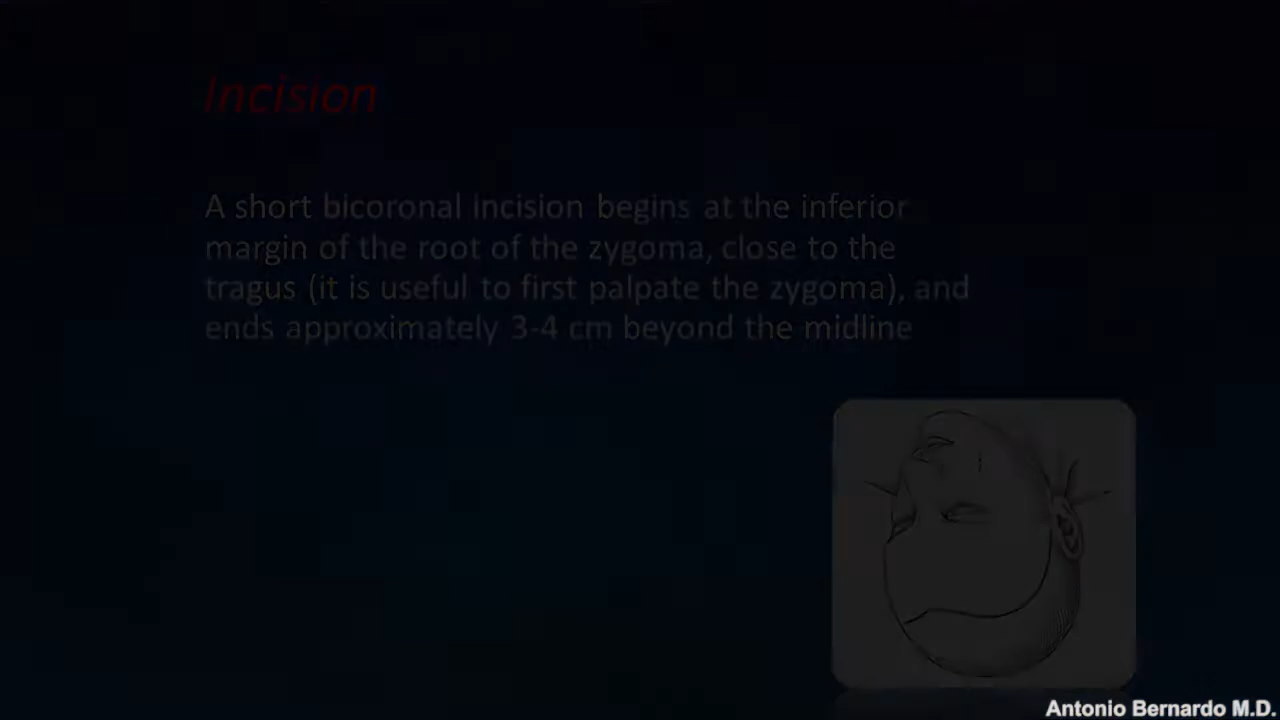 Incision
A short bicoronal incision begins at the inferior
margin of the root of the zygoma, close to the
tragus (it is useful to first palpate the zygoma), and
ends approximately 3-4 cm beyond the midline
Antonio Bernardo M.D.